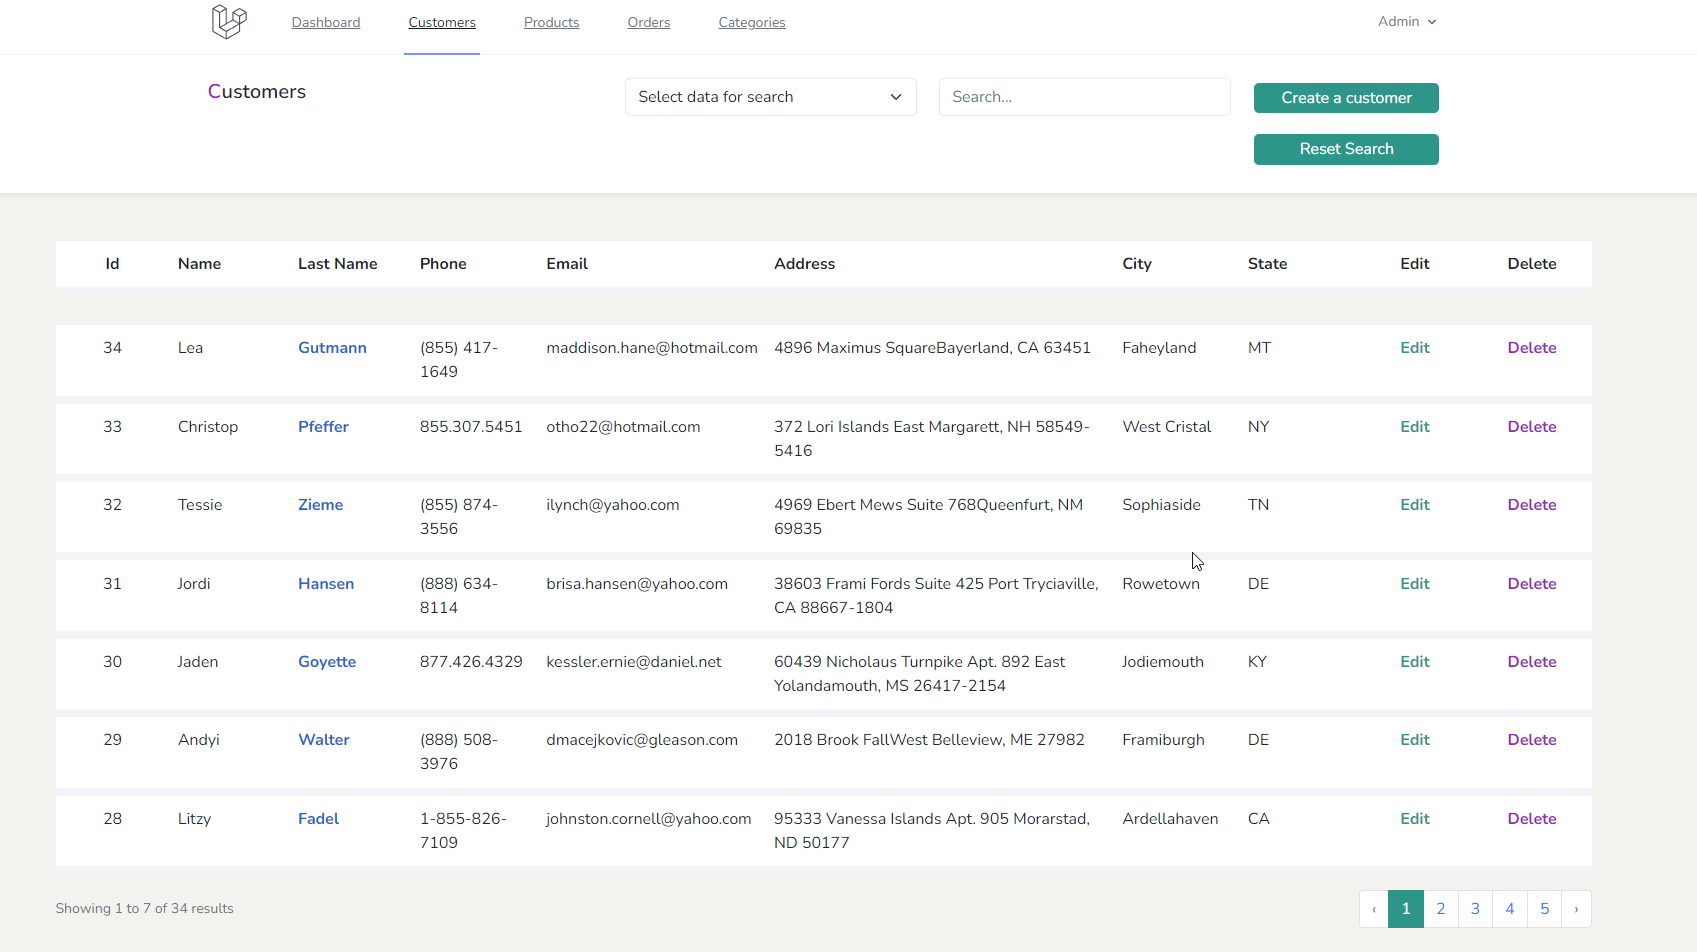 Dashboard Customers Products Orders Categories Admin
Customers Select data for search Search... Create a customer
Reset Search
Id Name Last Name Phone Email Address City State Edit Delete
34 Lea Gutmann (855) 417- maddison.hane@hotmail.com 4896 Maximus SquareBayerland, CA 63451 Faheyland MT Edit Delete
1649
33 Christop Pfeffer 855.307.5451 otho22@hotmail.com 372 Lori Islands East Margarett, NH 58549- West Cristal NY Edit Delete
5416
32 Tessie Zieme (855) 874- ilynch@yahoo.com 4969 Ebert Mews Suite 768Queenfurt, NM Sophiaside TN Edit Delete
3556 69835
31 Jordi Hansen (888) 634- brisa.hansen@yahoo.com 38603 Frami Fords Suite 425 Port Tryciaville, Rowetown DE Edit Delete
8114 CA 88667-1804
30 Jaden Goyette 877.426.4329 kessler.ernie@daniel.net 60439 Nicholaus Turnpike Apt. 892 East Jodiemouth KY Edit Delete
Yolandamouth, MS 26417-2154
29 Andyi Walter (888) 508- dmacejkovic@gleason.com 2018 Brook FallWest Belleview, ME 27982 Framiburgh DE Edit Delete
3976
28 Litzy Fadel 1-855-826- johnston.cornell@yahoo.com 95333 Vanessa Islands Apt. 905 Morarstad, Ardellahaven CA Edit Delete
7109 ND 50177
Showing 1 to 7 of 34 results ‹ 1 2 3 4 5 ›